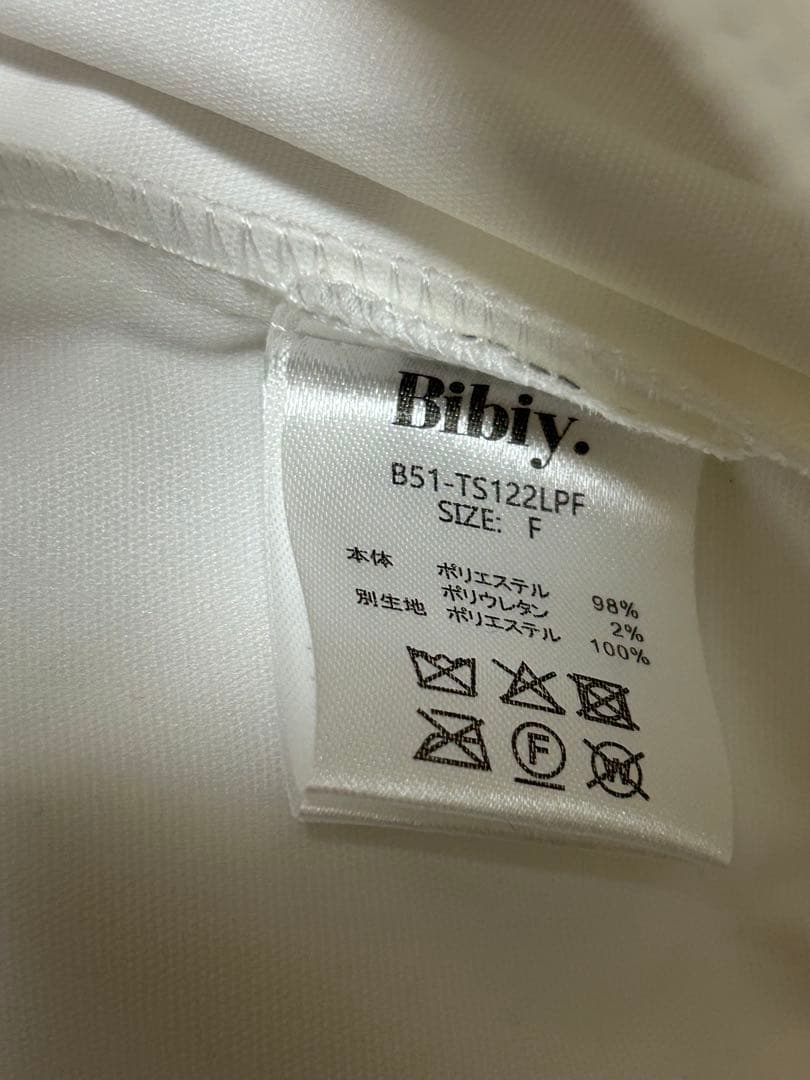 Bibiy.
B51-TS122LPF
SIZE: F
本体 ポリエステル 98%
ポリウレタン 2%
別生地 ポリエステル 100%
F
W